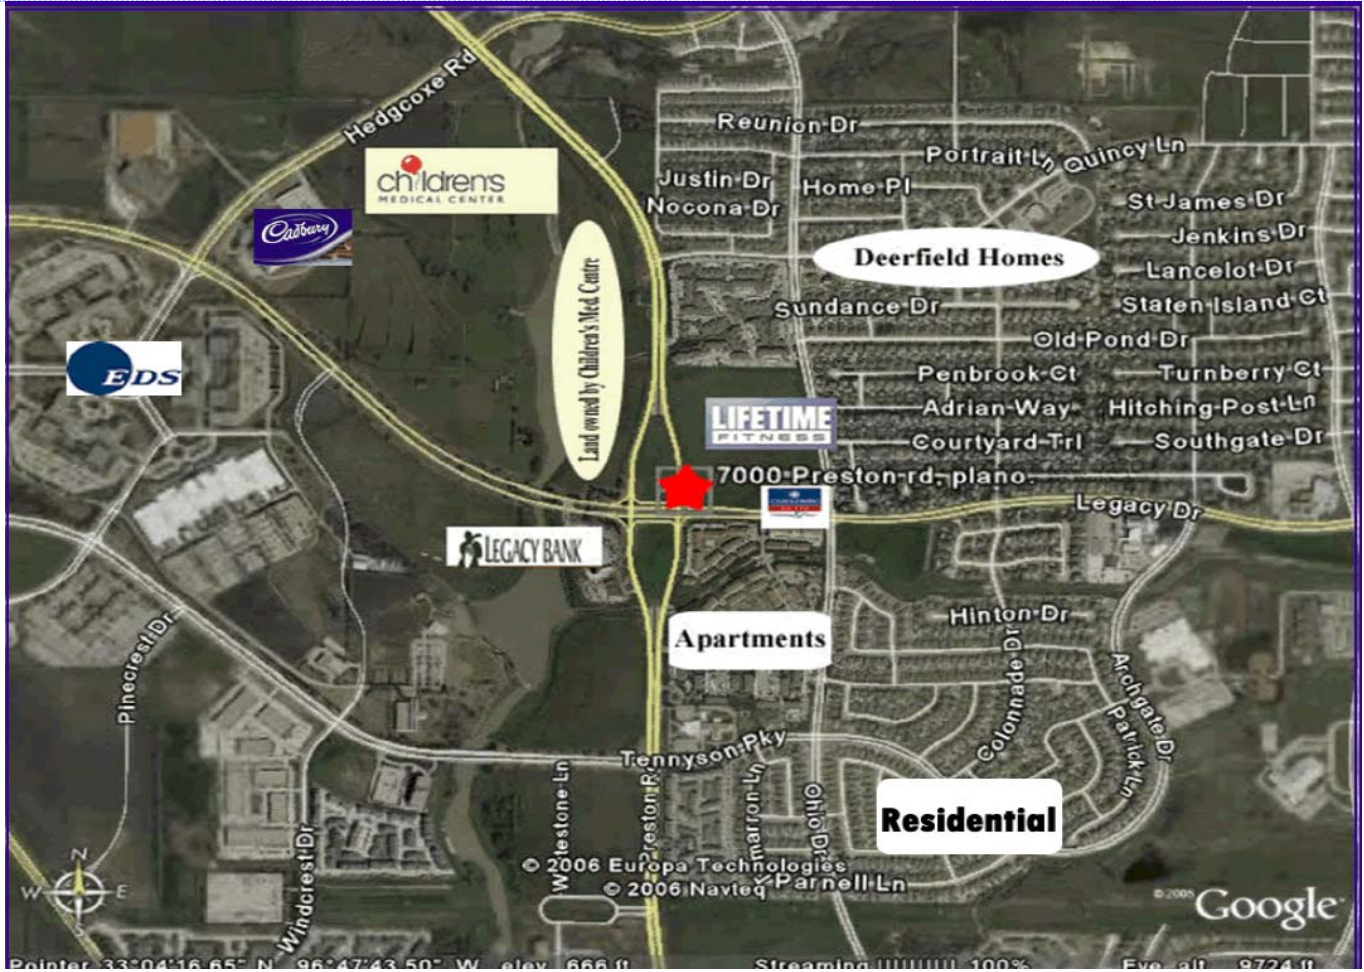 Hedgcoxe Rd
children's
MEDICAL CENTER
Cadbury
EDS
Reunion Dr
Portrait Ln
Quincy Ln
Justin Dr
Home Pl
Nocona Dr
St James Dr
Jenkins Dr
Deerfield Homes
Lancelot Dr
Land owned by Children's Med Centre
Sundance Dr
Staten Island Ct
Old Pond Dr
Penbrook Ct
Turnberry Ct
LIFETIME
FITNESS
Adrian Way
Hitching Post Ln
Courtyard Trl
Southgate Dr
7000 Preston rd, plano.
Legacy Dr
LEGACY BANK
Pinecrest Dr
Apartments
Hinton Dr
Colonnade Dr
Archgate Dr
Patrick Ln
Tennyson Pky
Ohio Dr
Residential
Windcrest Dr
Preston Rd
© 2006 Europa Technologies
© 2006 Navteq
Parnell Ln
N
W E
S
Google
Pointer 33°04'16.65" N 96°47'43.50" W elev 666 ft Streaming |||||||||| 100% Eye alt 9724 ft